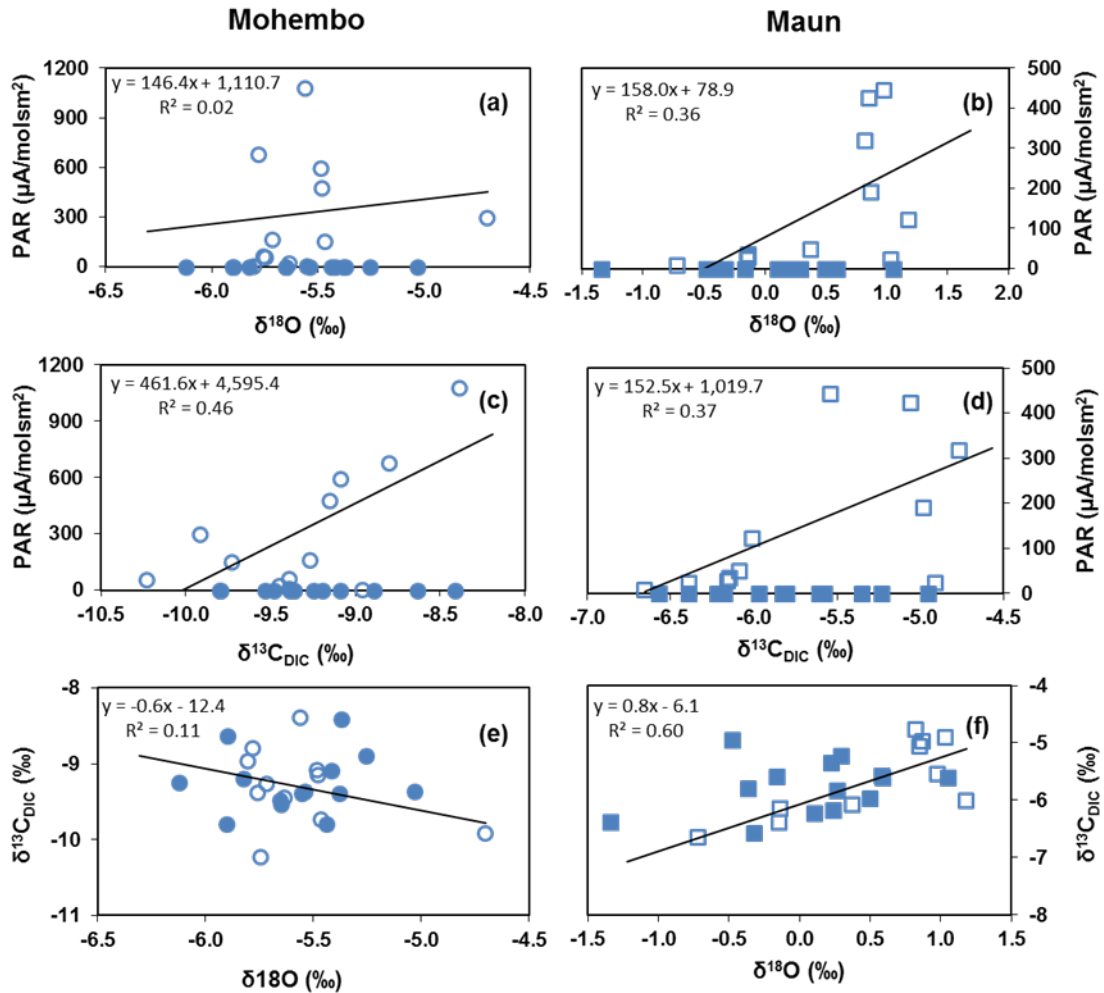 Mohembo
Maun
y = 146.4x + 1,110.7
R² = 0.02
(a)
1200
900
600
300
0
PAR (µA/molsm²)
-6.5 -6.0 -5.5 -5.0 -4.5
δ¹⁸O (‰)
y = 158.0x + 78.9
R² = 0.36
(b)
500
400
300
200
100
0
PAR (µA/molsm²)
-1.5 -1.0 -0.5 0.0 0.5 1.0 1.5 2.0
δ¹⁸O (‰)
y = 461.6x + 4,595.4
R² = 0.46
(c)
1200
900
600
300
0
PAR (µA/molsm²)
-10.5 -10.0 -9.5 -9.0 -8.5 -8.0
δ¹³C_DIC (‰)
y = 152.5x + 1,019.7
R² = 0.37
(d)
500
400
300
200
100
0
PAR (µA/molsm²)
-7.0 -6.5 -6.0 -5.5 -5.0 -4.5
δ¹³C_DIC (‰)
y = -0.6x - 12.4
R² = 0.11
(e)
-8
-9
-10
-11
δ¹³C_DIC (‰)
-6.5 -6.0 -5.5 -5.0 -4.5
δ18O (‰)
y = 0.8x - 6.1
R² = 0.60
(f)
-4
-5
-6
-7
-8
δ¹³C_DIC (‰)
-1.5 -1.0 -0.5 0.0 0.5 1.0 1.5
δ¹⁸O (‰)